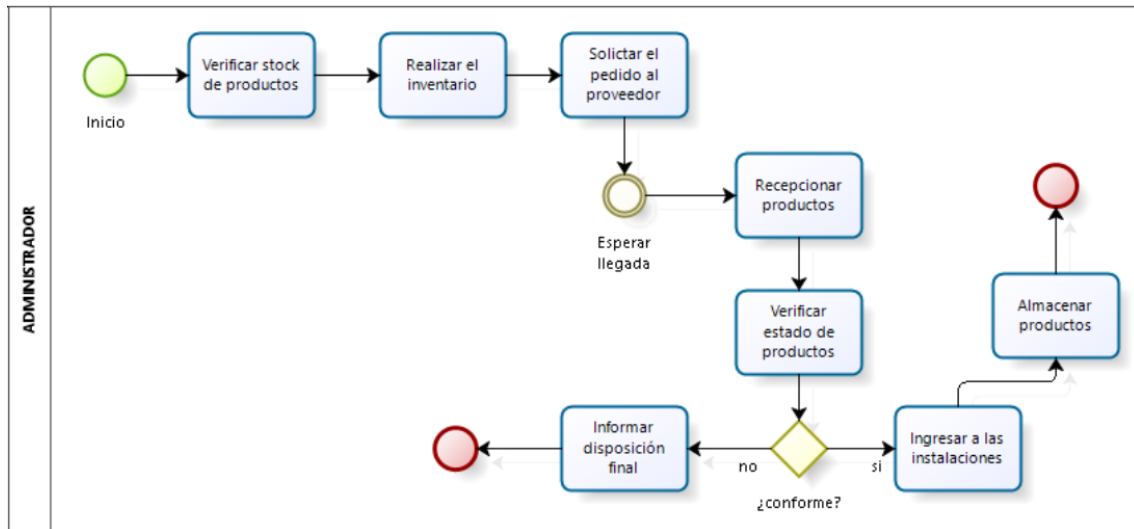 ADMINISTRADOR
Inicio
Verificar stock
de productos
Realizar el
inventario
Solictar el
pedido al
proveedor
Esperar
llegada
Recepcionar
productos
Verificar
estado de
productos
¿conforme?
no
si
Informar
disposición
final
Ingresar a las
instalaciones
Almacenar
productos